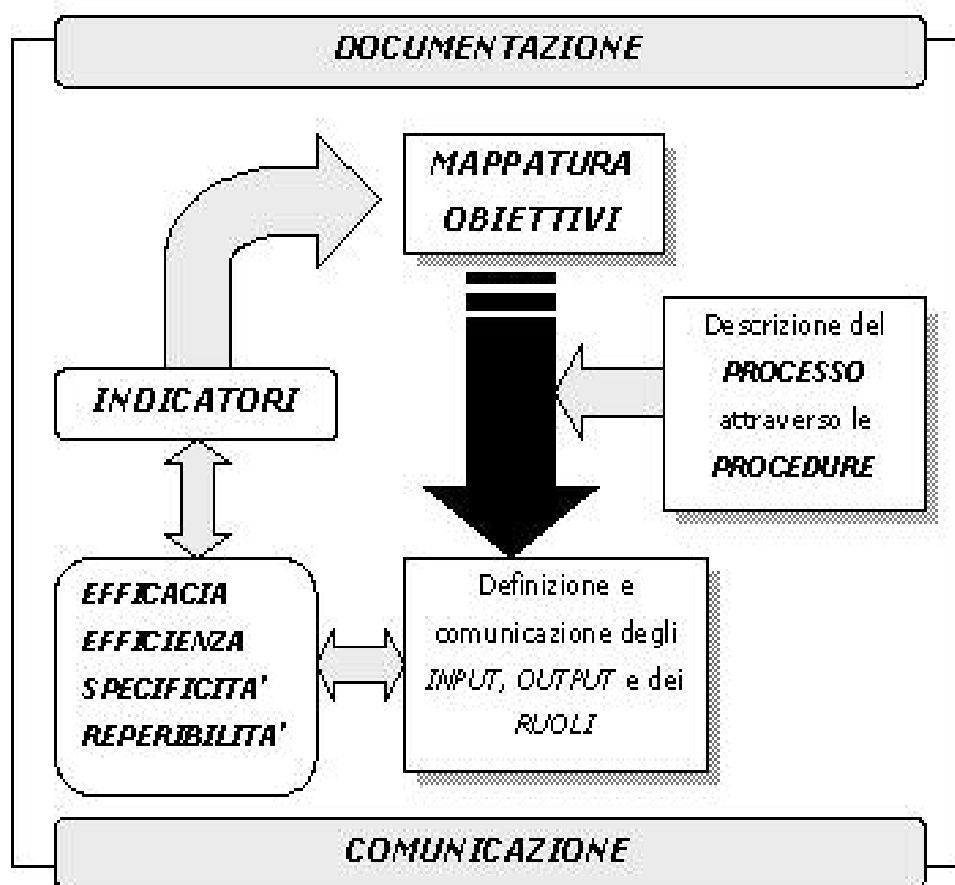 DOCUMENTAZIONE
MAPPATURA
OBIETTIVI
Descrizione del
PROCESSO
attraverso le
PROCEDURE
INDICATORI
EFFICACIA
EFFICIENZA
SPECIFICITA'
REPERIBILITA'
Definizione e
comunicazione degli
INPUT, OUTPUT e dei
RUOLI
COMUNICAZIONE